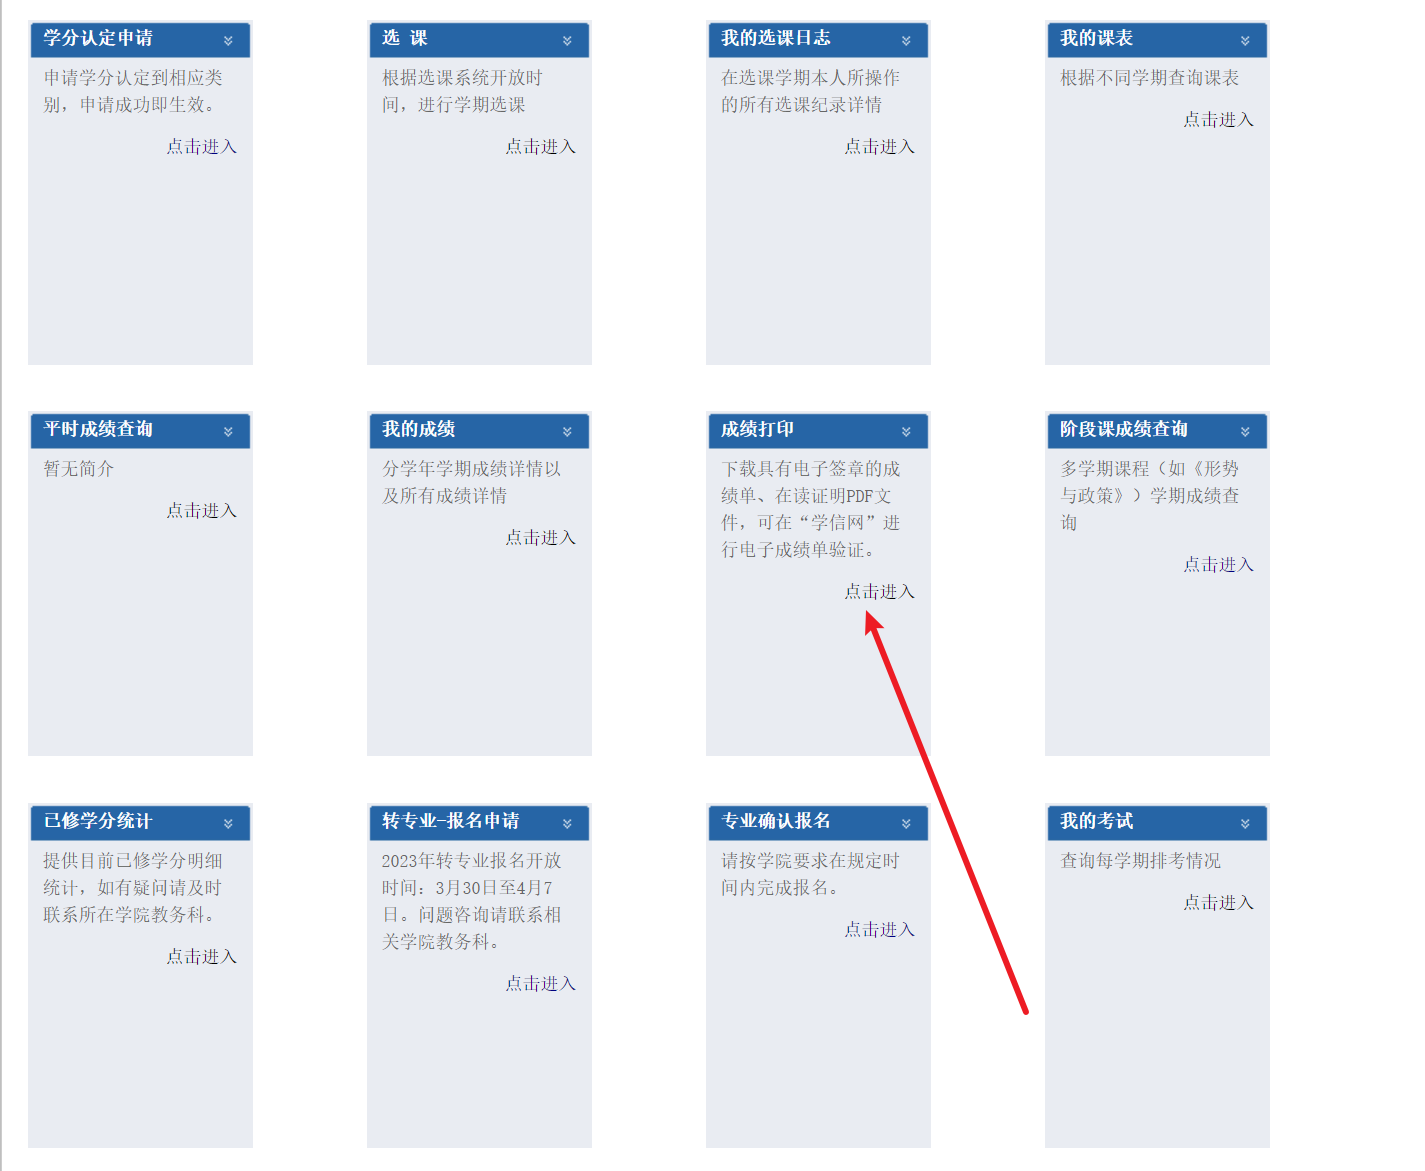 学分认定申请
申请学分认定到相应类
别，申请成功即生效。
点击进入
选 课
根据选课系统开放时
间，进行学期选课
点击进入
我的选课日志
在选课学期本人所操作
的所有选课纪录详情
点击进入
我的课表
根据不同学期查询课表
点击进入
平时成绩查询
暂无简介
点击进入
我的成绩
分学年学期成绩详情以
及所有成绩详情
点击进入
成绩打印
下载具有电子签章的成
绩单、在读证明PDF文
件，可在“学信网”进
行电子成绩单验证。
点击进入
阶段课成绩查询
多学期课程（如《形势
与政策》）学期成绩查
询
点击进入
已修学分统计
提供目前已修学分明细
统计，如有疑问请及时
联系所在学院教务科。
点击进入
转专业-报名申请
2023年转专业报名开放
时间：3月30日至4月7
日。问题咨询请联系相
关学院教务科。
点击进入
专业确认报名
请按学院要求在规定时
间内完成报名。
点击进入
我的考试
查询每学期排考情况
点击进入